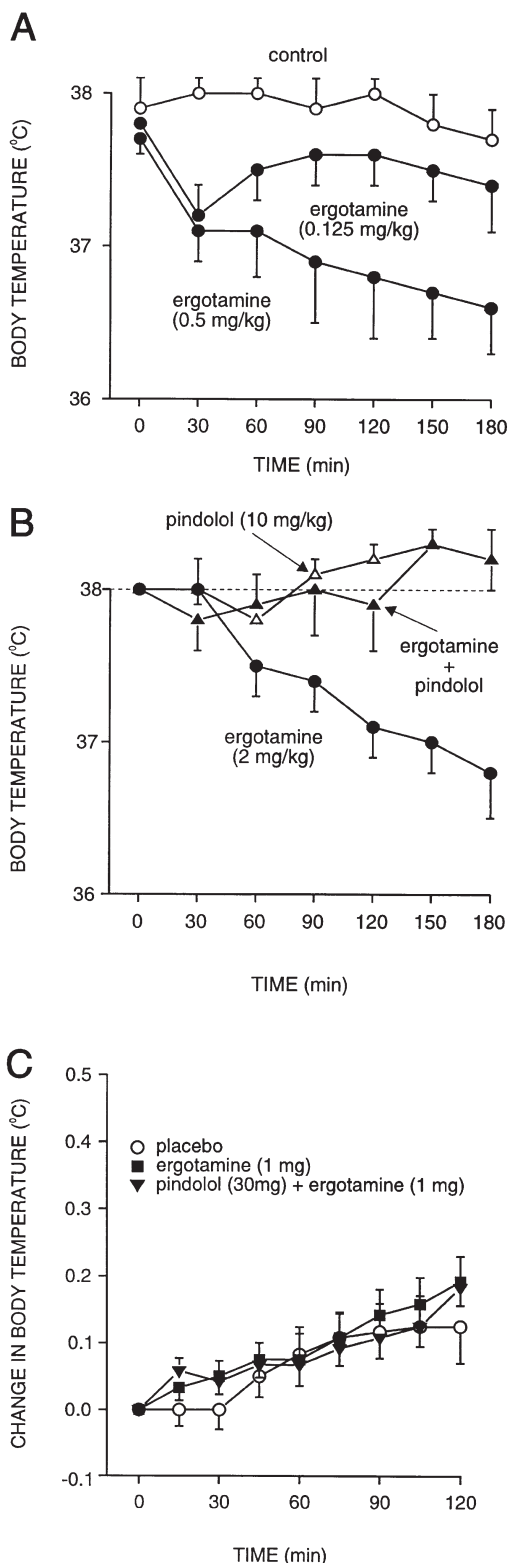 A
control
38
37
36
BODY TEMPERATURE (⁰C)
ergotamine
(0.125 mg/kg)
ergotamine
(0.5 mg/kg)
0 30 60 90 120 150 180
TIME (min)
B
pindolol (10 mg/kg)
38
37
36
BODY TEMPERATURE (⁰C)
ergotamine
+
pindolol
ergotamine
(2 mg/kg)
0 30 60 90 120 150 180
TIME (min)
C
0.5
0.4
0.3
0.2
0.1
0.0
-0.1
CHANGE IN BODY TEMPERATURE (⁰C)
placebo
ergotamine (1 mg)
pindolol (30mg) + ergotamine (1 mg)
0 30 60 90 120
TIME (min)